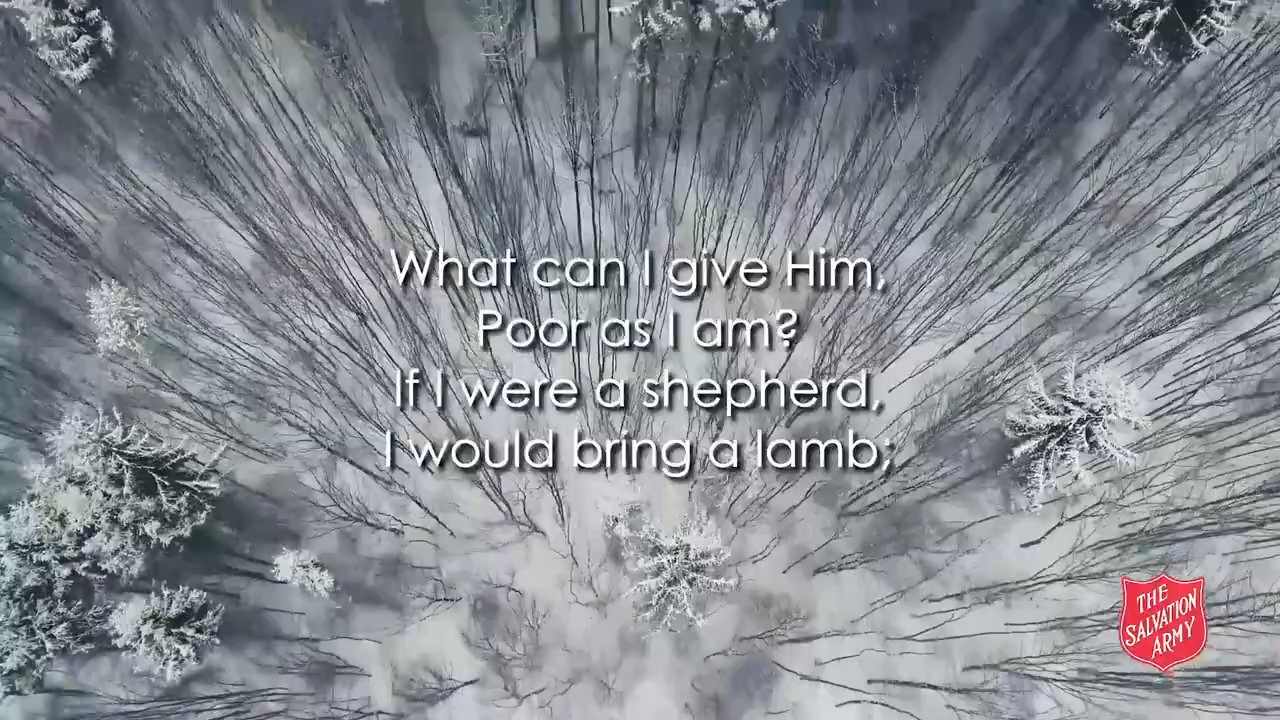 What can I give Him,
Poor as I am?
If I were a shepherd,
I would bring a lamb;
THE
SALVATION
ARMY